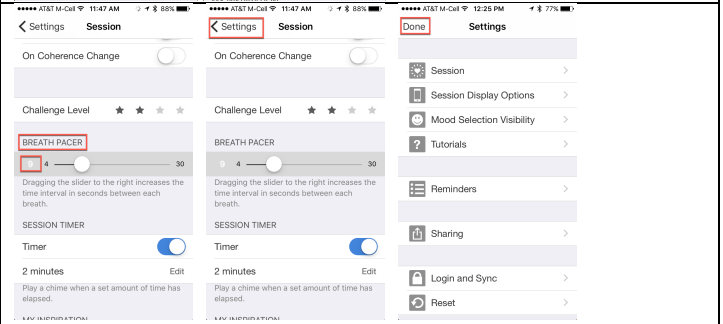 AT&T M-Cell 11:47 AM 88%
Settings Session
On Coherence Change
Challenge Level
BREATH PACER
9 4 30
Dragging the slider to the right increases the
time interval in seconds between each
breath.
SESSION TIMER
Timer
2 minutes Edit
Play a chime when a set amount of time has
elapsed.
MY INSPIRATION
AT&T M-Cell 11:47 AM 88%
Settings Session
On Coherence Change
Challenge Level
BREATH PACER
9 4 30
Dragging the slider to the right increases the
time interval in seconds between each
breath.
SESSION TIMER
Timer
2 minutes Edit
Play a chime when a set amount of time has
elapsed.
MY INSPIRATION
AT&T M-Cell 12:25 PM 77%
Done Settings
Session
Session Display Options
Mood Selection Visibility
? Tutorials
Reminders
Sharing
Login and Sync
Reset